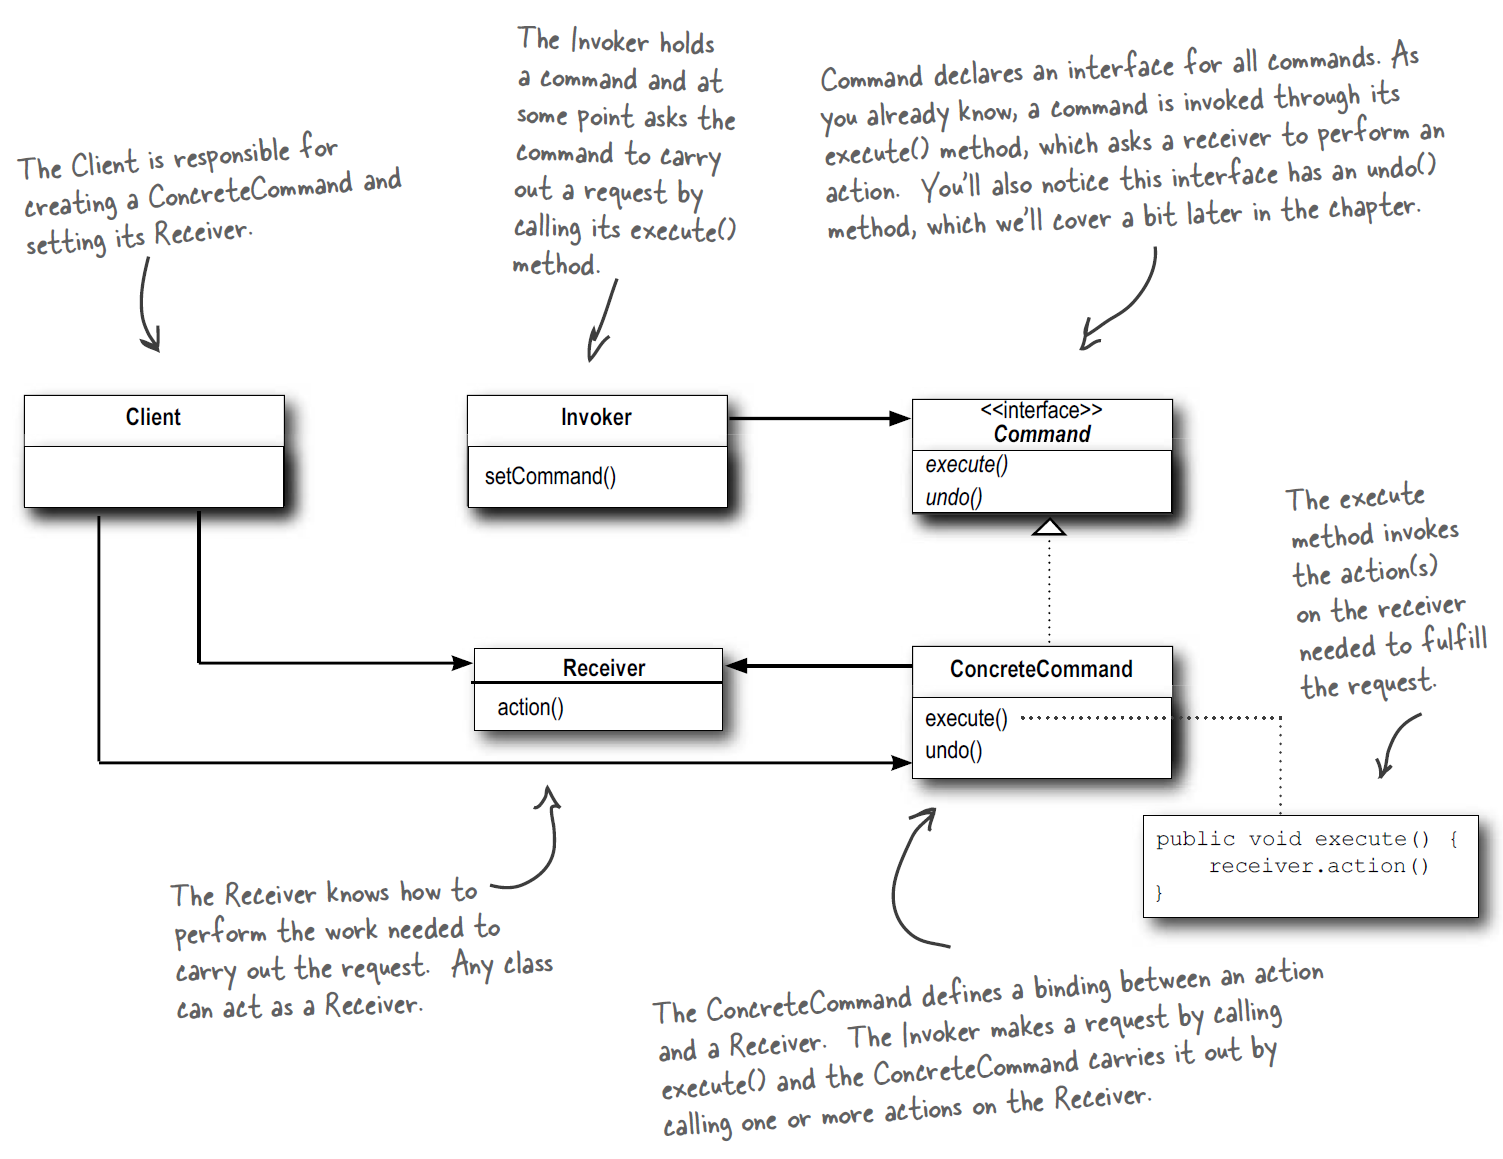 The Client is responsible for
creating a ConcreteCommand and
setting its Receiver.
The Invoker holds
a command and at
some point asks the
command to carry
out a request by
calling its execute()
method.
Command declares an interface for all commands. As
you already know, a command is invoked through its
execute() method, which asks a receiver to perform an
action. You'll also notice this interface has an undo()
method, which we'll cover a bit later in the chapter.
Client
Invoker
setCommand()
<<interface>>
Command
execute()
undo()
The execute
method invokes
the action(s)
on the receiver
needed to fulfill
the request.
Receiver
action()
ConcreteCommand
execute()
undo()
public void execute() {
    receiver.action()
}
The Receiver knows how to
perform the work needed to
carry out the request. Any class
can act as a Receiver.
The ConcreteCommand defines a binding between an action
and a Receiver. The Invoker makes a request by calling
execute() and the ConcreteCommand carries it out by
calling one or more actions on the Receiver.